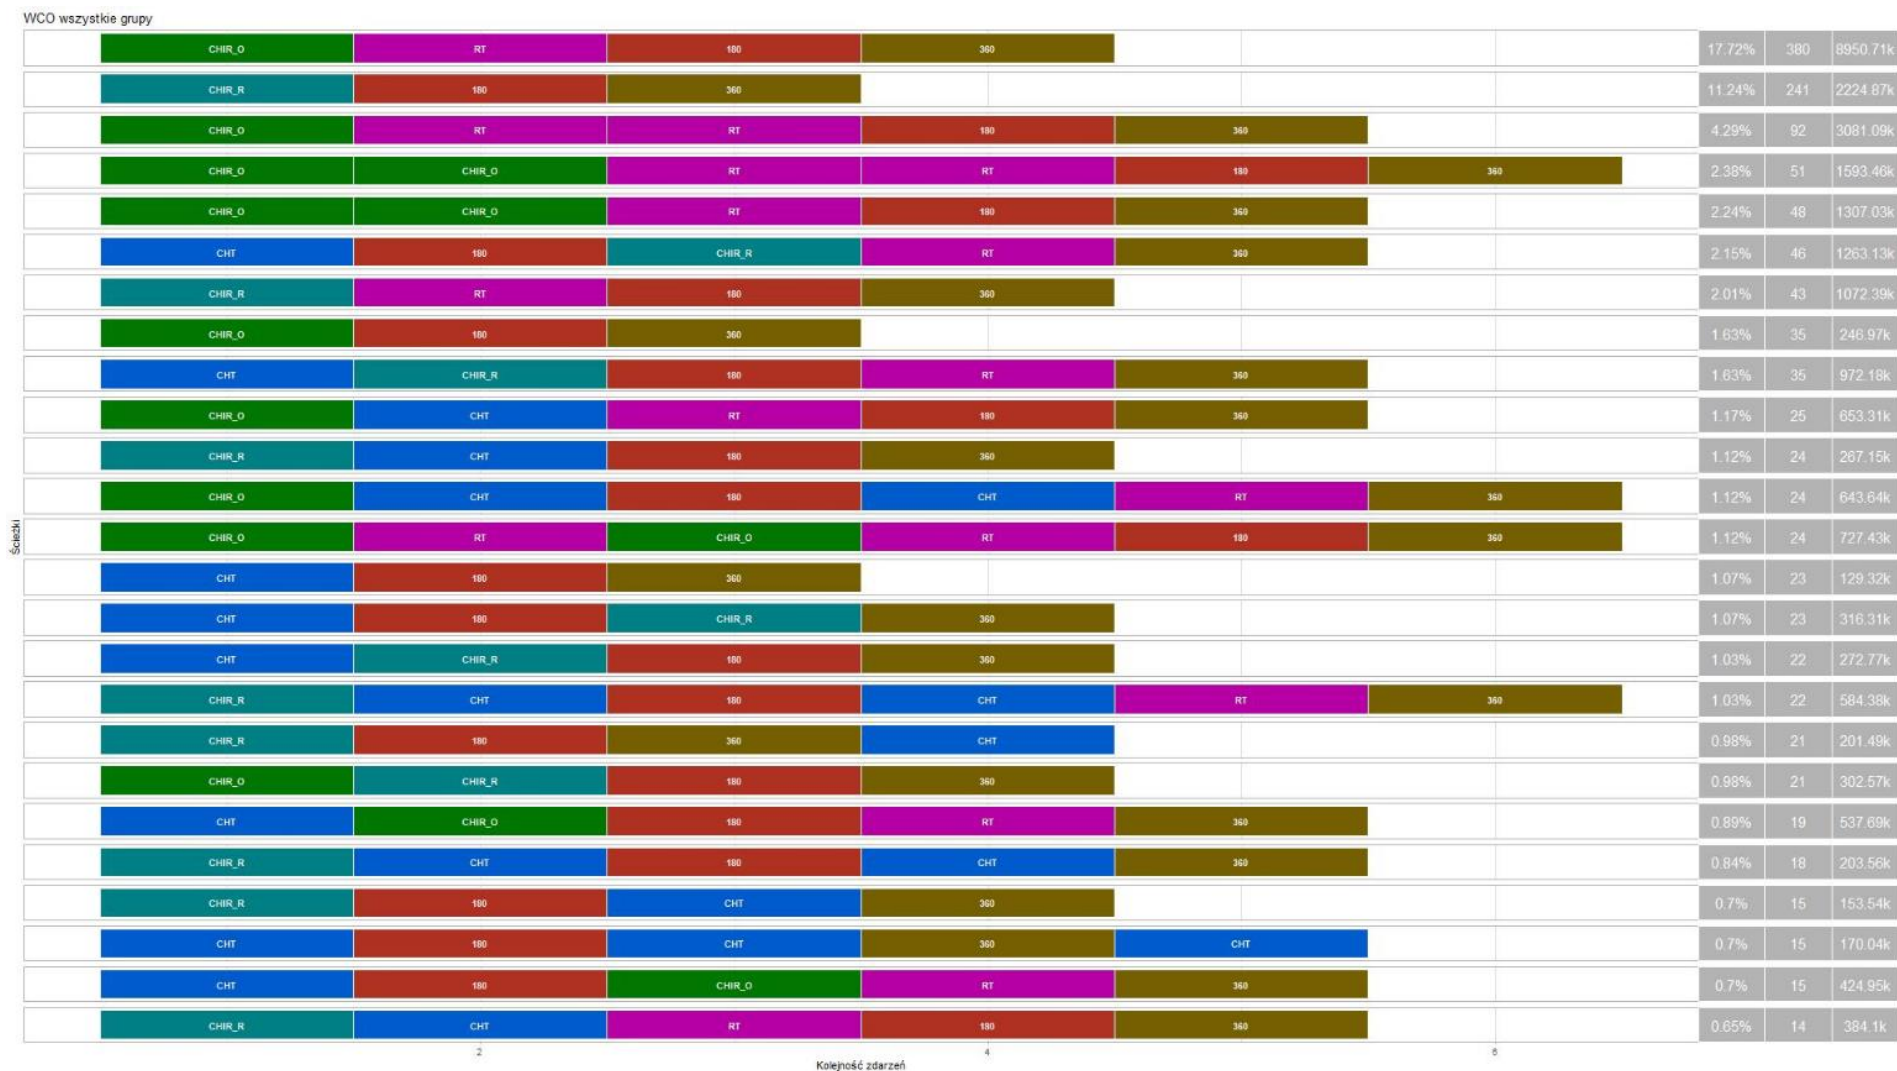 WCO wszystkie grupy
CHIR_O RT 180 360 17.72% 380 8950.71k
CHIR_R 180 360 11.24% 241 2224.87k
CHIR_O RT RT 180 360 4.29% 92 3081.09k
CHIR_O CHIR_O RT RT 180 360 2.38% 51 1593.46k
CHIR_O CHIR_O RT 180 360 2.24% 48 1307.03k
CHT 180 CHIR_R RT 360 2.15% 46 1263.13k
CHIR_R RT 180 360 2.01% 43 1072.39k
CHIR_O 180 360 1.63% 35 246.97k
CHT CHIR_R 180 RT 360 1.63% 35 972.18k
CHIR_O CHT RT 180 360 1.17% 25 653.31k
CHIR_R CHT 180 360 1.12% 24 267.15k
CHIR_O CHT 180 CHT RT 360 1.12% 24 643.64k
CHIR_O RT CHIR_O RT 180 360 1.12% 24 727.43k
CHT 180 360 1.07% 23 129.32k
CHT 180 CHIR_R 360 1.07% 23 316.31k
CHT CHIR_R 180 360 1.03% 22 272.77k
CHIR_R CHT 180 CHT RT 360 1.03% 22 584.38k
CHIR_R 180 360 CHT 0.98% 21 201.49k
CHIR_O CHIR_R 180 360 0.98% 21 302.57k
CHT CHIR_O 180 RT 360 0.89% 19 537.69k
CHIR_R CHT 180 CHT 360 0.84% 18 203.56k
CHIR_R 180 CHT 360 0.7% 15 153.54k
CHT 180 CHT 360 CHT 0.7% 15 170.04k
CHT 180 CHIR_O RT 360 0.7% 15 424.95k
CHIR_R CHT RT 180 360 0.65% 14 384.1k
Ścieżki
2 4 6
Kolejność zdarzeń